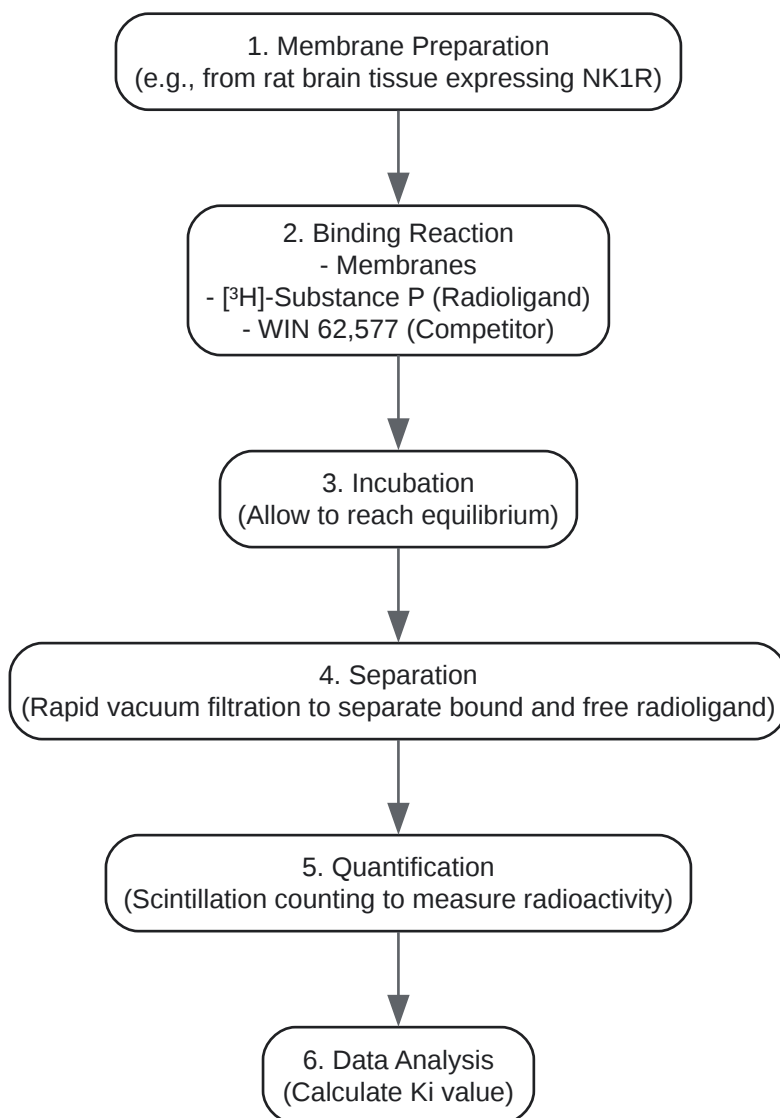 1. Membrane Preparation
(e.g., from rat brain tissue expressing NK1R)
2. Binding Reaction
- Membranes
- [³H]-Substance P (Radioligand)
- WIN 62,577 (Competitor)
3. Incubation
(Allow to reach equilibrium)
4. Separation
(Rapid vacuum filtration to separate bound and free radioligand)
5. Quantification
(Scintillation counting to measure radioactivity)
6. Data Analysis
(Calculate Ki value)